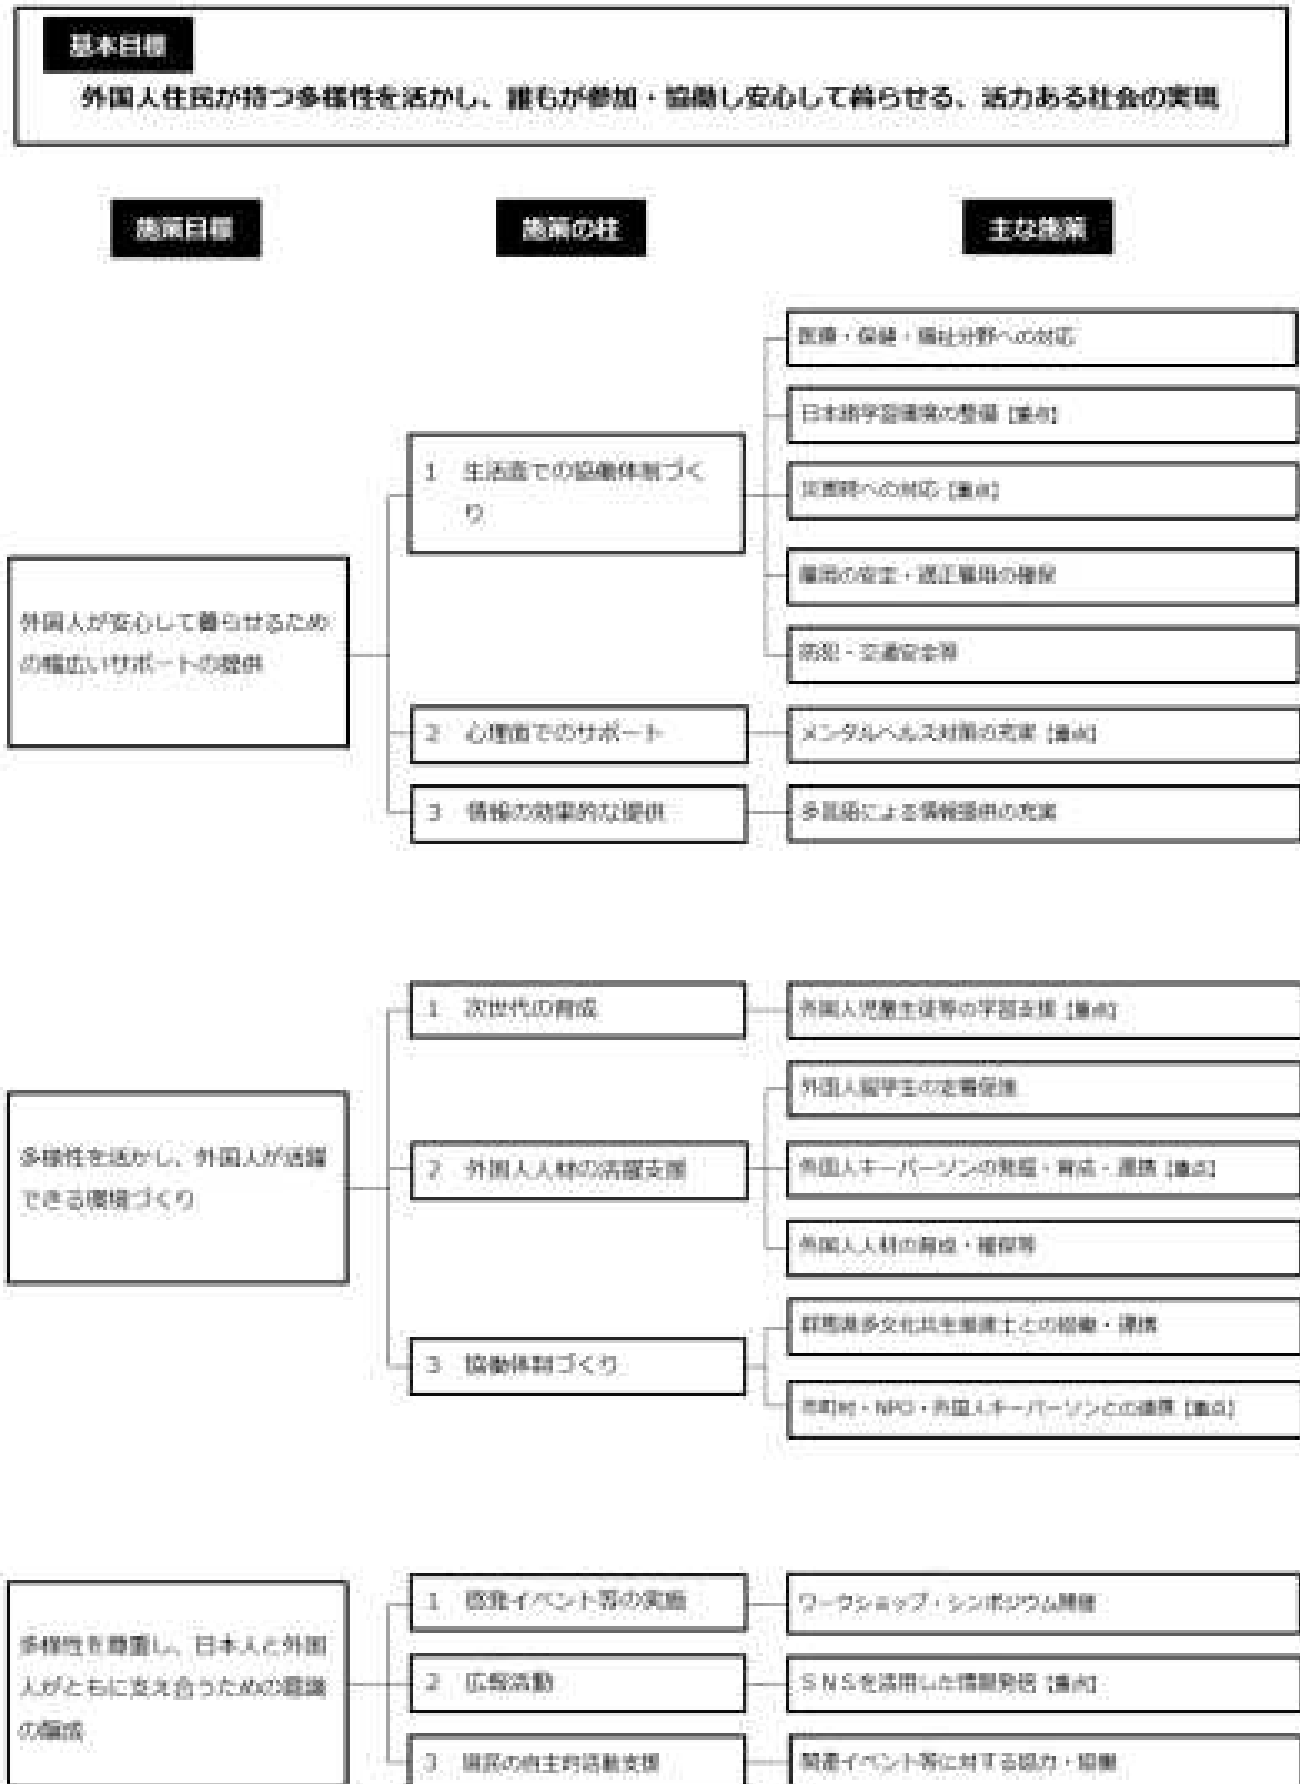 基本目標
外国人住民が持つ多様性を活かし、誰もが参加・協働し安心して暮らせる、活力ある社会の実現
施策目標
施策の柱
主な施策
外国人が安心して暮らせるため
の幅広いサポートの提供
1 生活面での協働体制づく
り
医療・保健・福祉分野への対応
日本語学習環境の整備【重点】
災害時への対応【重点】
雇用の安定・適正雇用の確保
防犯・交通安全等
2 心理面でのサポート
メンタルヘルス対策の充実【重点】
3 情報の効果的な提供
多言語による情報提供の充実
多様性を活かし、外国人が活躍
できる環境づくり
1 次世代の育成
外国人児童生徒等の学習支援【重点】
2 外国人人材の活躍支援
外国人留学生の定着促進
外国人キーパーソンの発掘・育成・連携【重点】
外国人人材の育成・確保等
3 協働体制づくり
群馬県多文化共生推進士との協働・連携
市町村・NPO・外国人キーパーソンとの連携【重点】
多様性を尊重し、日本人と外国
人がともに支え合うための意識
の醸成
1 啓発イベント等の実施
ワークショップ・シンポジウム開催
2 広報活動
SNSを活用した情報発信【重点】
3 県民の自主的活動支援
関連イベント等に対する協力・協働